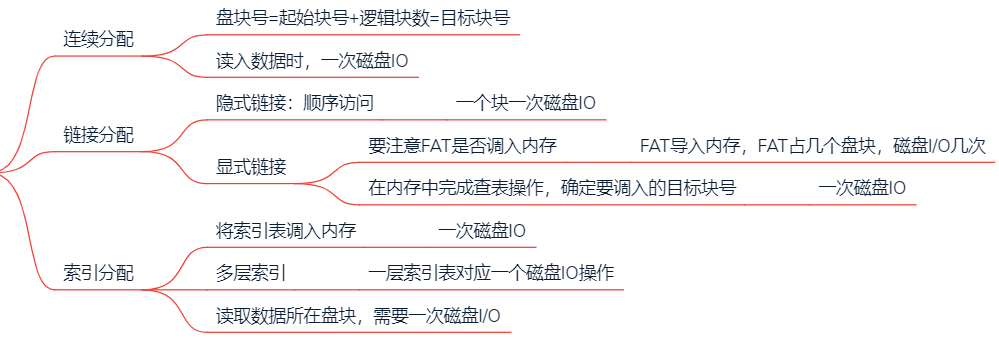 连续分配
盘块号=起始块号+逻辑块数=目标块号
读入数据时，一次磁盘IO
链接分配
隐式链接：顺序访问
一个块一次磁盘IO
显式链接
要注意FAT是否调入内存
FAT导入内存，FAT占几个盘块，磁盘I/O几次
在内存中完成查表操作，确定要调入的目标块号
一次磁盘IO
索引分配
将索引表调入内存
一次磁盘IO
多层索引
一层索引表对应一个磁盘IO操作
读取数据所在盘块，需要一次磁盘I/O